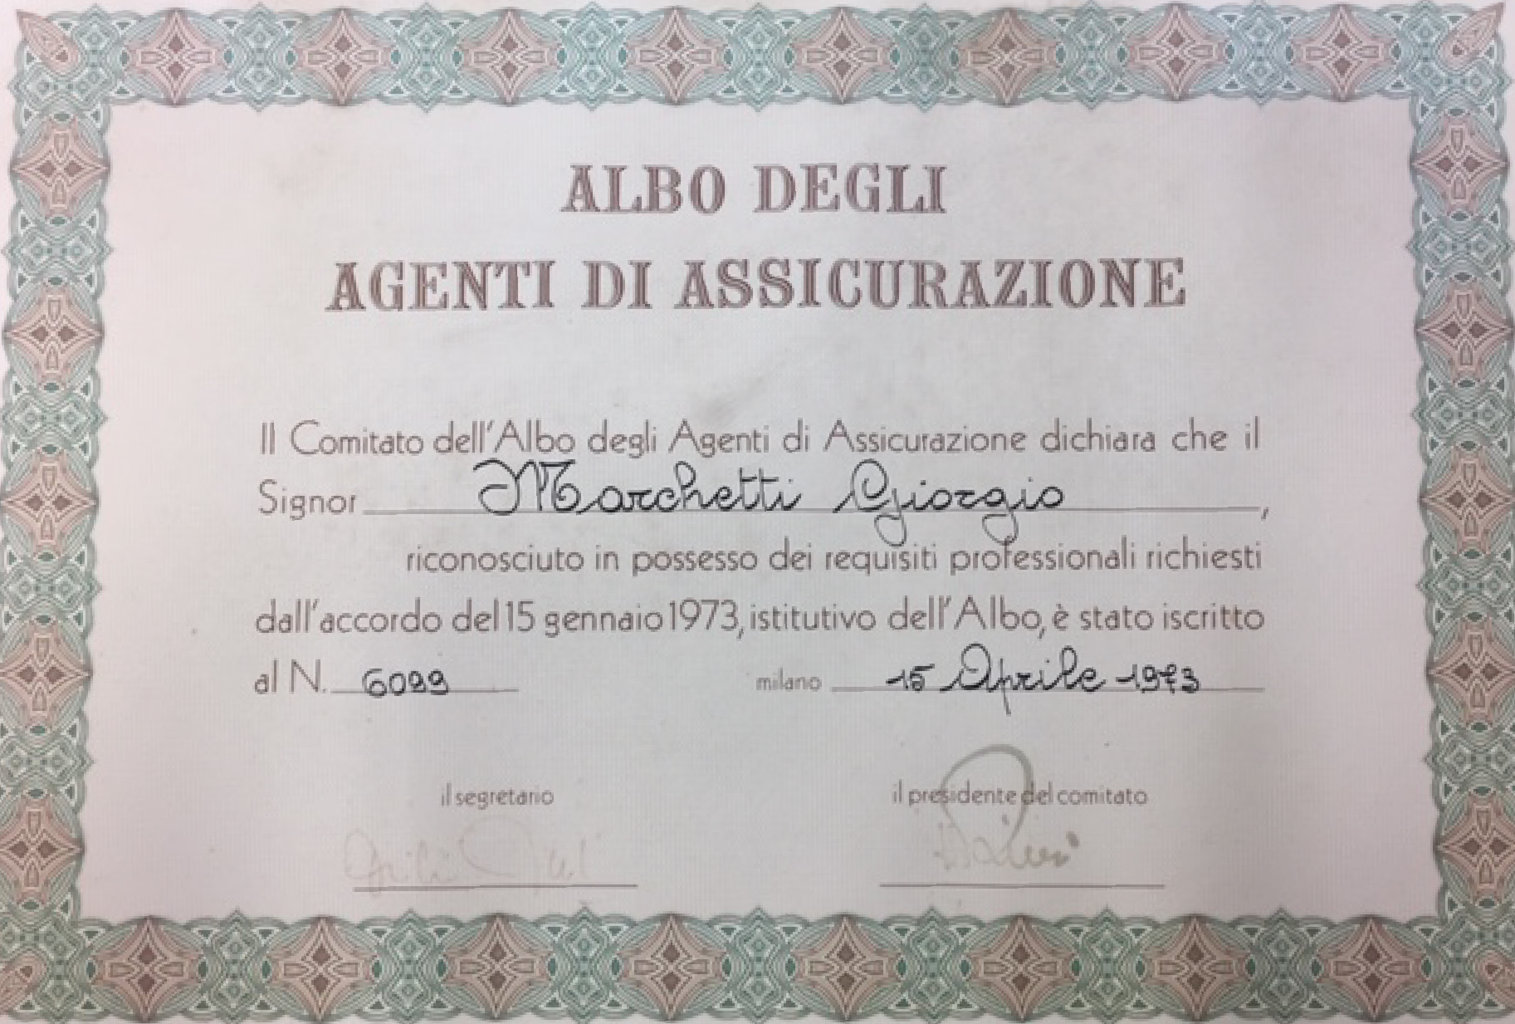 ALBO DEGLI
AGENTI DI ASSICURAZIONE
Il Comitato dell'Albo degli Agenti di Assicurazione dichiara che il
Signor Marchetti Giorgio,
riconosciuto in possesso dei requisiti professionali richiesti
dall'accordo del 15 gennaio 1973, istitutivo dell'Albo, è stato iscritto
al N. 6099 milano 15 Aprile 1973
il segretario il presidente del comitato